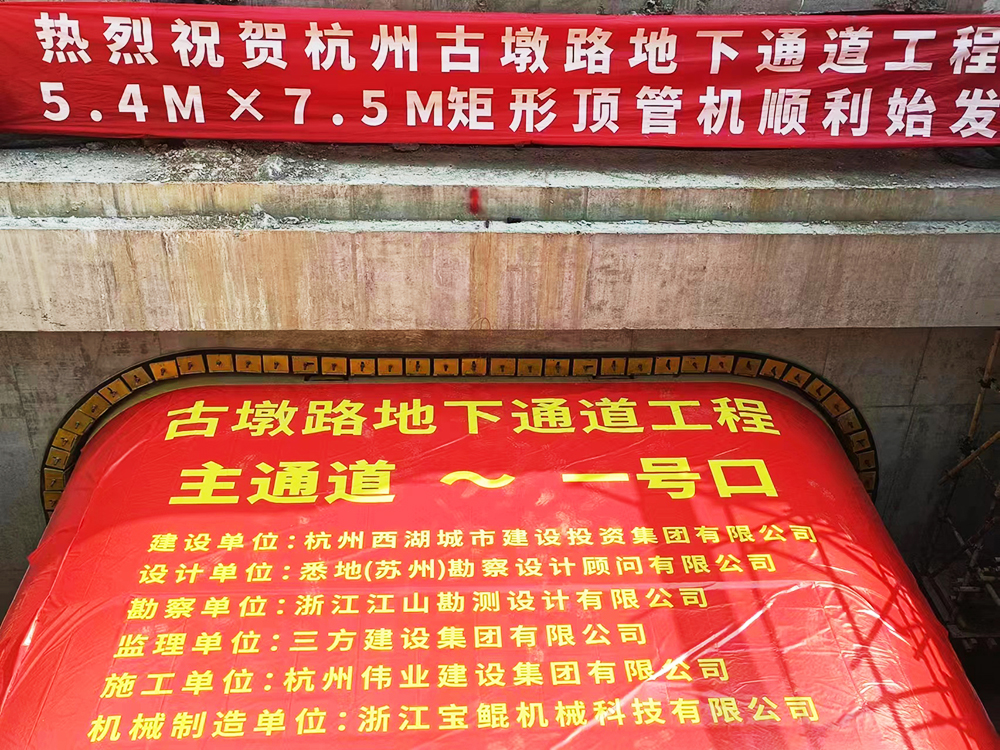 热烈祝贺杭州古墩路地下通道工程
5.4M×7.5M矩形顶管机顺利始发
古墩路地下通道工程
主通道 ～ 一号口
建设单位:杭州西湖城市建设投资集团有限公司
设计单位:悉地(苏州)勘察设计顾问有限公司
勘察单位:浙江江山勘测设计有限公司
监理单位:三方建设集团有限公司
施工单位:杭州伟业建设集团有限公司
机械制造单位:浙江宝鲲机械科技有限公司